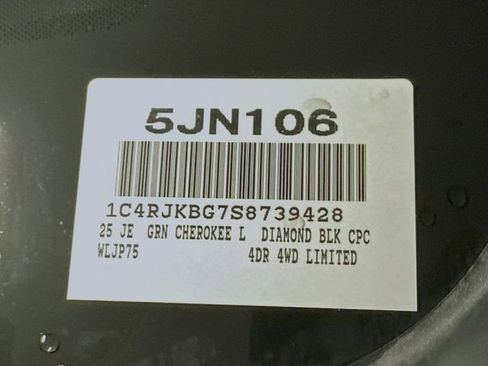 5JN106
1C4RJKBG7S8739428
25 JE GRN CHEROKEE L DIAMOND BLK CPC
WLJP75 4DR 4WD LIMITED